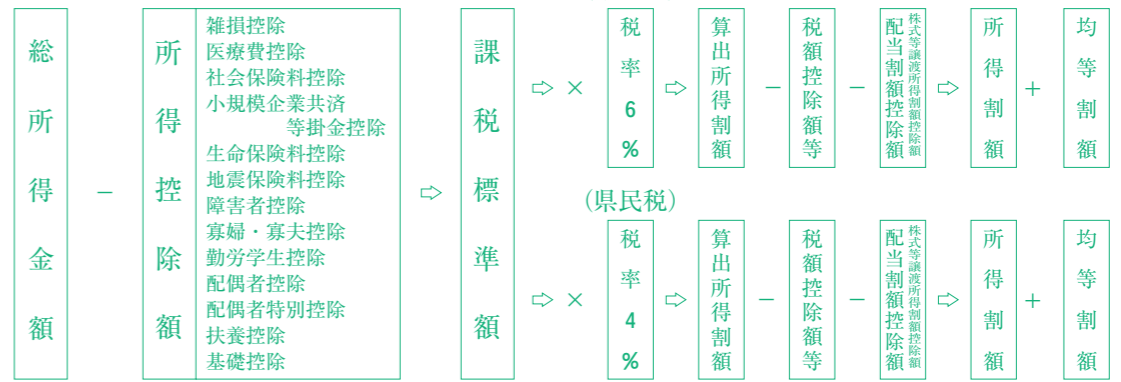 総所得金額
－
所得控除額
雑損控除
医療費控除
社会保険料控除
小規模企業共済
等掛金控除
生命保険料控除
地震保険料控除
障害者控除
寡婦・寡夫控除
勤労学生控除
配偶者控除
配偶者特別控除
扶養控除
基礎控除
⇨
課税標準額
⇨
×
税率6%
⇨
算出所得割額
－
税額控除額等
－
配当割額控除額
株式等譲渡所得割額控除額
⇨
所得割額
＋
均等割額
（県民税）
⇨
×
税率4%
⇨
算出所得割額
－
税額控除額等
－
配当割額控除額
株式等譲渡所得割額控除額
⇨
所得割額
＋
均等割額